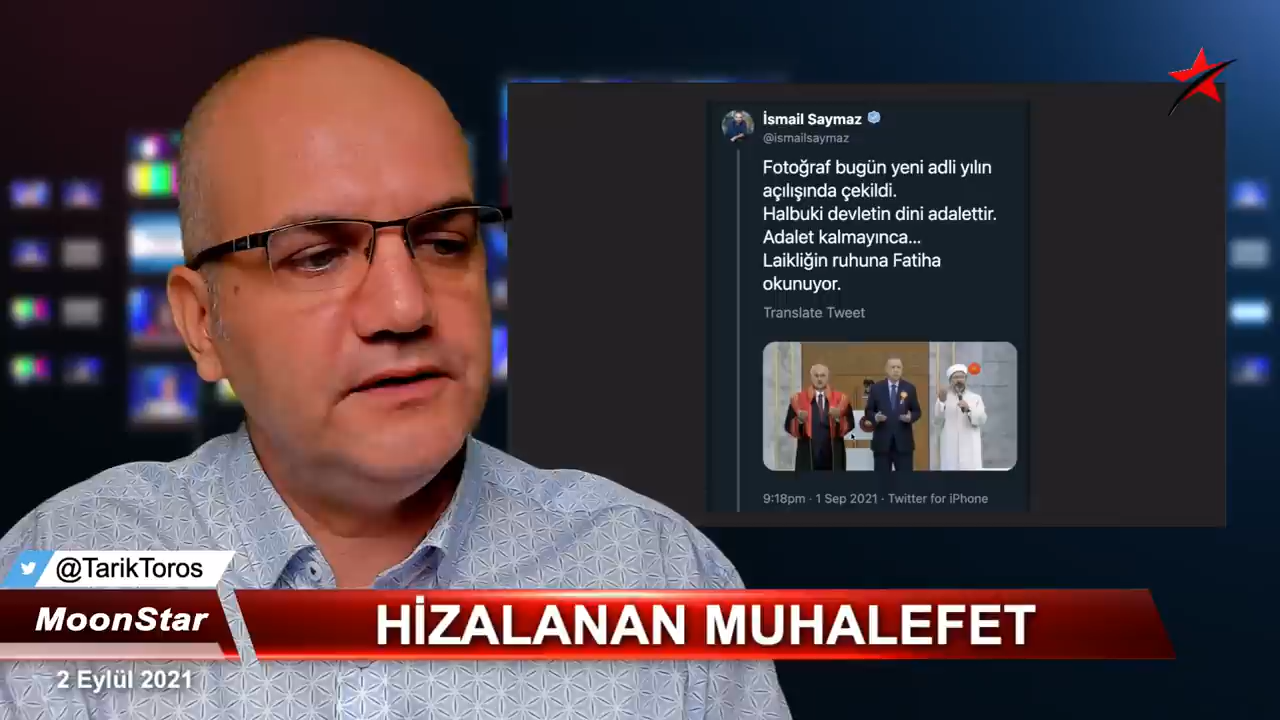 İsmail Saymaz
@ismailsaymaz
Fotoğraf bugün yeni adli yılın
açılışında çekildi.
Halbuki devletin dini adalettir.
Adalet kalmayınca...
Laikliğin ruhuna Fatiha
okunuyor.
Translate Tweet
9:18pm · 1 Sep 2021 · Twitter for iPhone
@TarikToros
MoonStar
HİZALANAN MUHALEFET
2 Eylül 2021